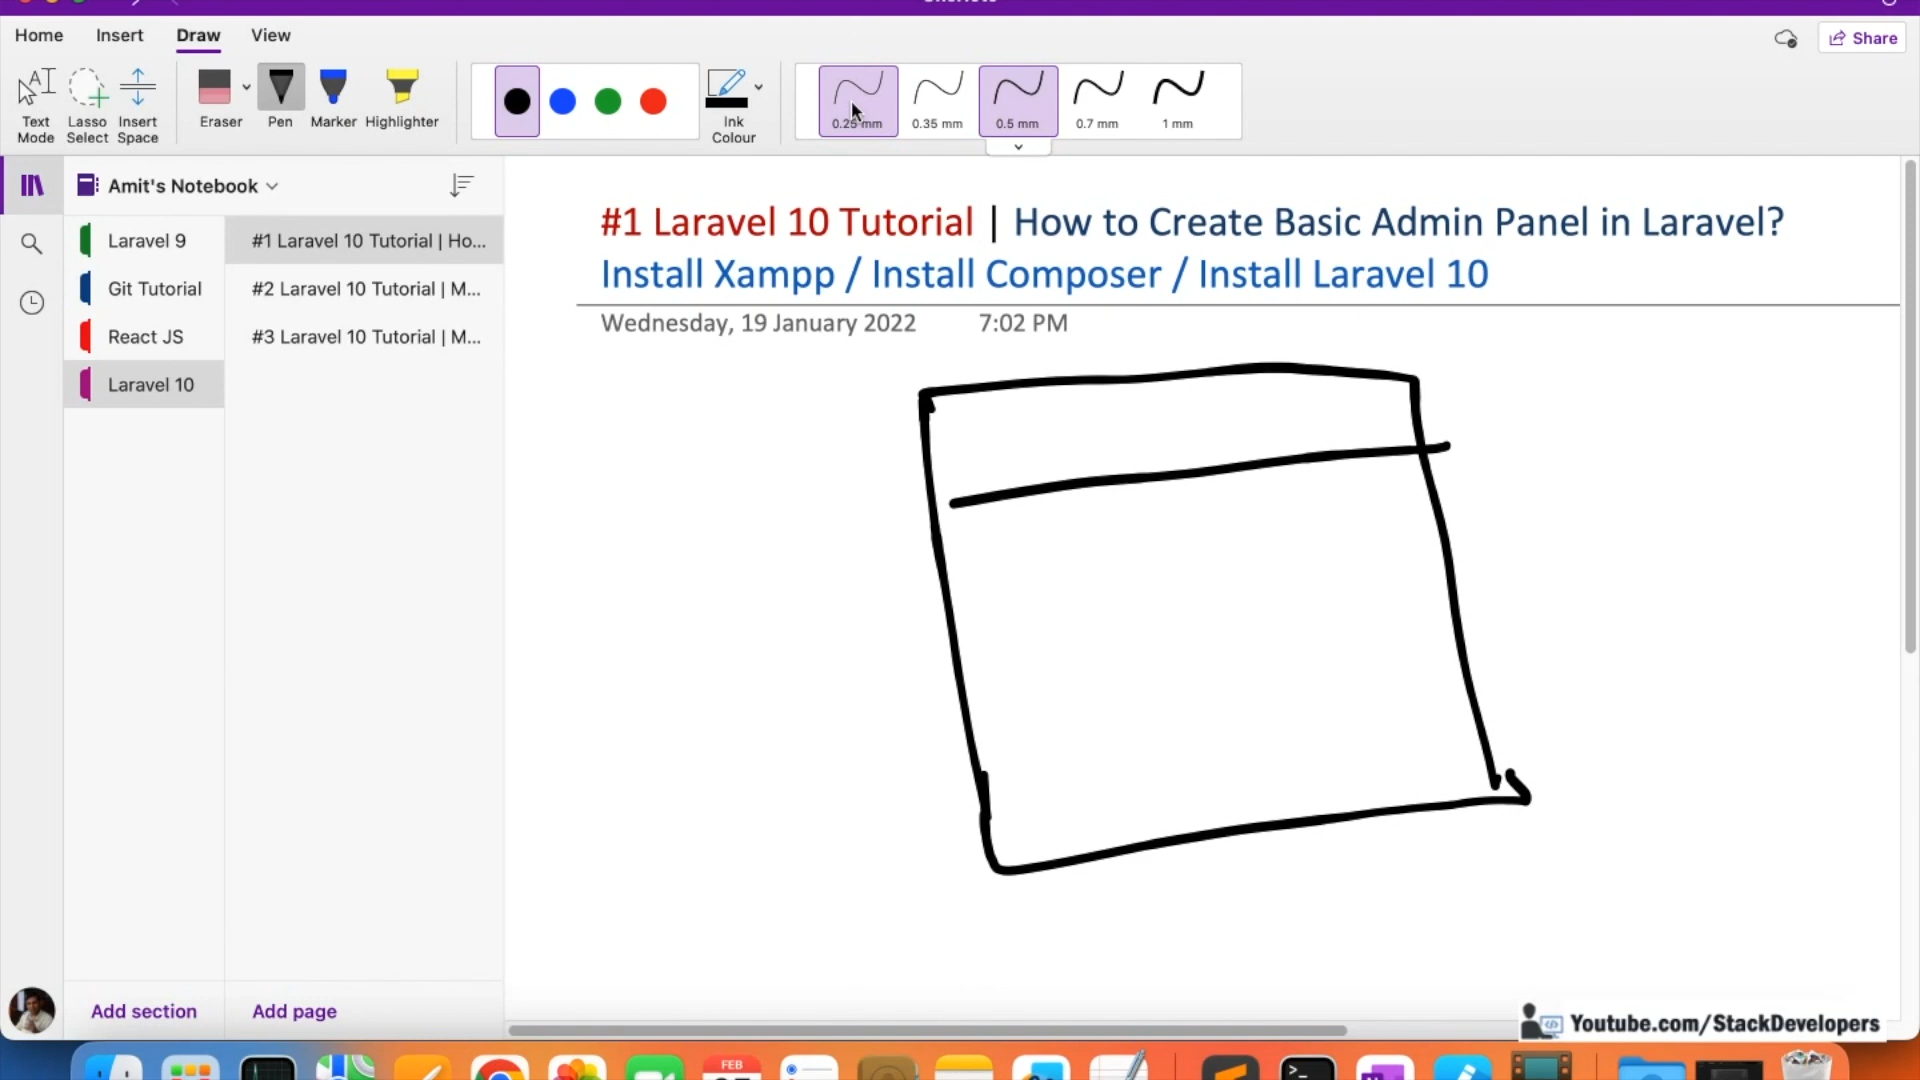 Home Insert Draw View
Share
Text Mode
Lasso Select
Insert Space
Eraser
Pen
Marker
Highlighter
Ink Colour
0.25 mm
0.35 mm
0.5 mm
0.7 mm
1 mm
Amit's Notebook
Laravel 9
Git Tutorial
React JS
Laravel 10
#1 Laravel 10 Tutorial | Ho...
#2 Laravel 10 Tutorial | M...
#3 Laravel 10 Tutorial | M...
#1 Laravel 10 Tutorial | How to Create Basic Admin Panel in Laravel?
Install Xampp / Install Composer / Install Laravel 10
Wednesday, 19 January 2022 7:02 PM
Add section
Add page
Youtube.com/StackDevelopers
FEB